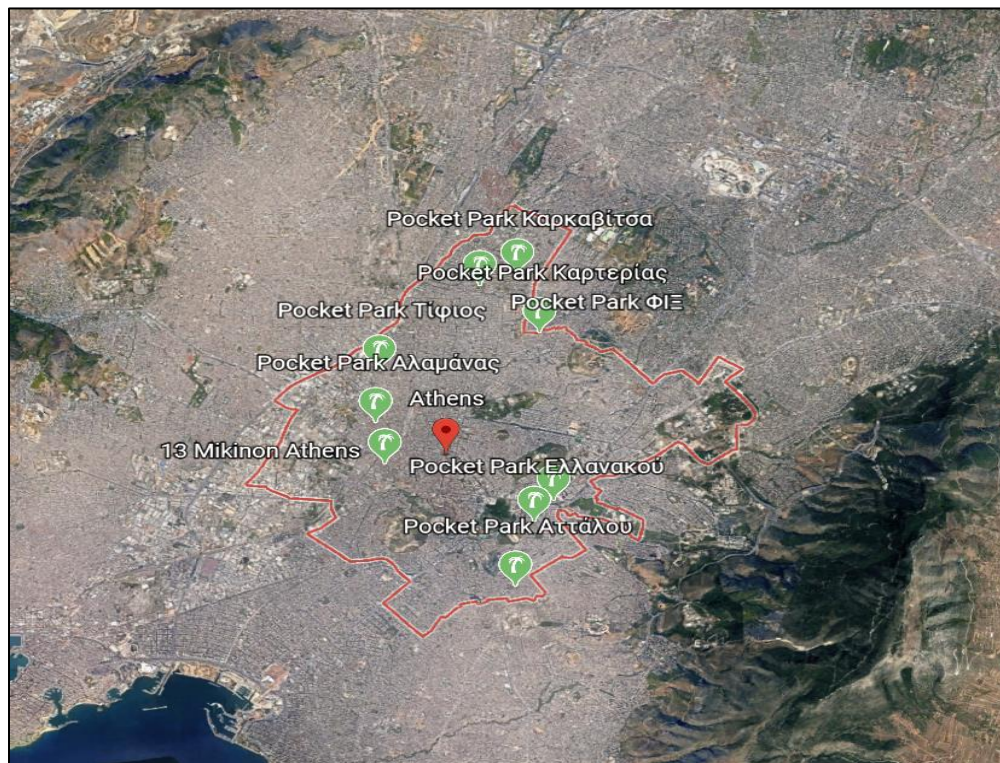 Pocket Park Καρκαβίτσα
Pocket Park Καρτερίας
Pocket Park ΦΙΞ
Pocket Park Τίφιος
Pocket Park Αλαμάνας
Athens
13 Mikinon Athens
Pocket Park Ελλανακού
Pocket Park Αττάλου